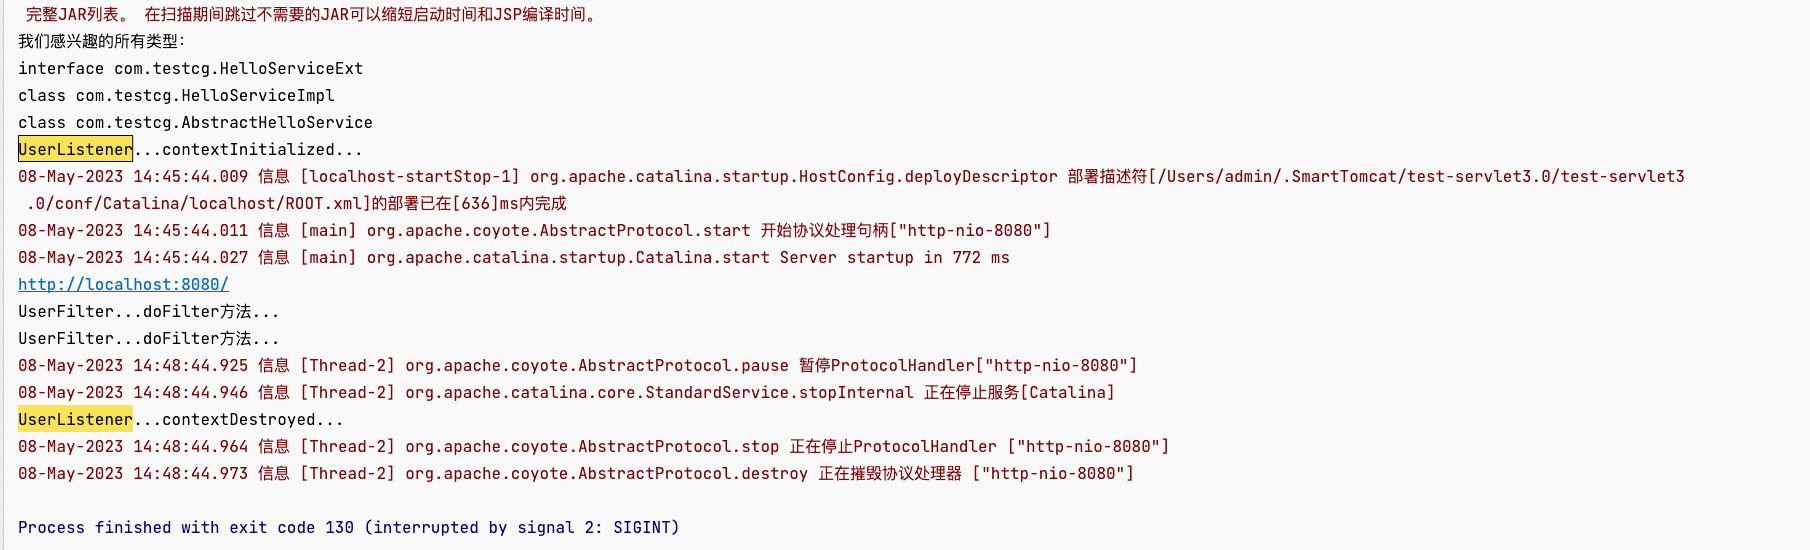 完整JAR列表。 在扫描期间跳过不需要的JAR可以缩短启动时间和JSP编译时间。
我们感兴趣的所有类型：
interface com.testcg.HelloServiceExt
class com.testcg.HelloServiceImpl
class com.testcg.AbstractHelloService
UserListener...contextInitialized...
08-May-2023 14:45:44.009 信息 [localhost-startStop-1] org.apache.catalina.startup.HostConfig.deployDescriptor 部署描述符[/Users/admin/.SmartTomcat/test-servlet3.0/test-servlet3
.0/conf/Catalina/localhost/ROOT.xml]的部署已在[636]ms内完成
08-May-2023 14:45:44.011 信息 [main] org.apache.coyote.AbstractProtocol.start 开始协议处理句柄["http-nio-8080"]
08-May-2023 14:45:44.027 信息 [main] org.apache.catalina.startup.Catalina.start Server startup in 772 ms
http://localhost:8080/
UserFilter...doFilter方法...
UserFilter...doFilter方法...
08-May-2023 14:48:44.925 信息 [Thread-2] org.apache.coyote.AbstractProtocol.pause 暂停ProtocolHandler["http-nio-8080"]
08-May-2023 14:48:44.946 信息 [Thread-2] org.apache.catalina.core.StandardService.stopInternal 正在停止服务[Catalina]
UserListener...contextDestroyed...
08-May-2023 14:48:44.964 信息 [Thread-2] org.apache.coyote.AbstractProtocol.stop 正在停止ProtocolHandler ["http-nio-8080"]
08-May-2023 14:48:44.973 信息 [Thread-2] org.apache.coyote.AbstractProtocol.destroy 正在摧毁协议处理器 ["http-nio-8080"]
Process finished with exit code 130 (interrupted by signal 2: SIGINT)